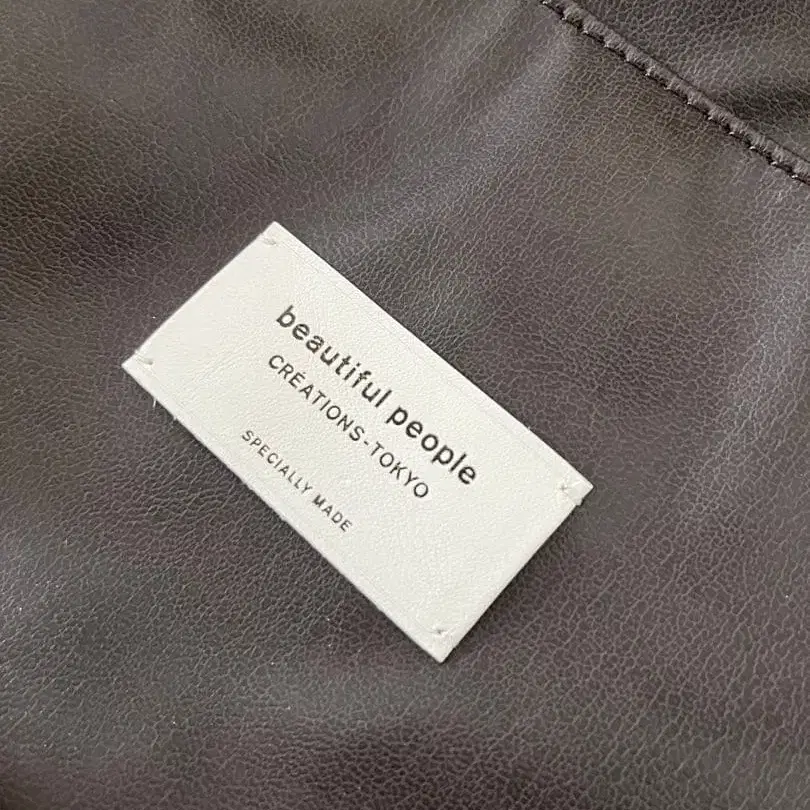 beautiful people
CRÉATIONS-TOKYO
SPECIALLY MADE